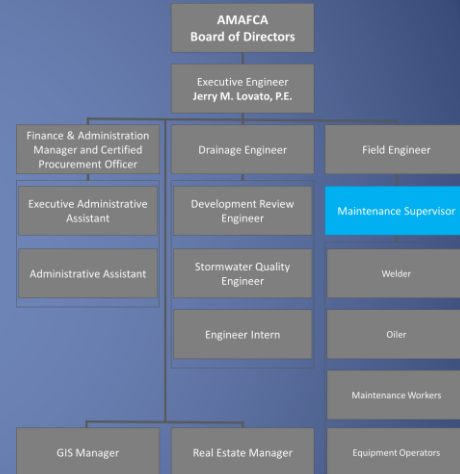 AMAFCA
Board of Directors
Executive Engineer
Jerry M. Lovato, P.E.
Finance & Administration
Manager and Certified
Procurement Officer
Drainage Engineer
Field Engineer
Executive Administrative
Assistant
Development Review
Engineer
Maintenance Supervisor
Administrative Assistant
Stormwater Quality
Engineer
Welder
Engineer Intern
Oiler
Maintenance Workers
GIS Manager
Real Estate Manager
Equipment Operators